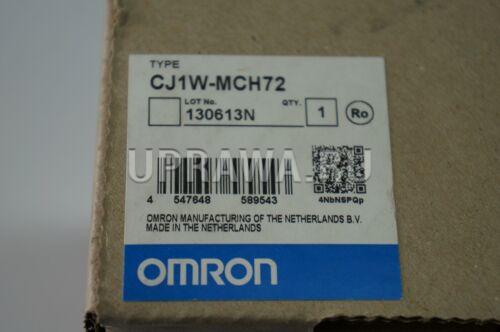 TYPE
CJ1W-MCH72
LOT No. QTY.
130613N 1 Ro
UPRAWA.RU
4 547648 589543
4NbNSPQp
OMRON MANUFACTURING OF THE NETHERLANDS B.V.
MADE IN THE NETHERLANDS
OMRON